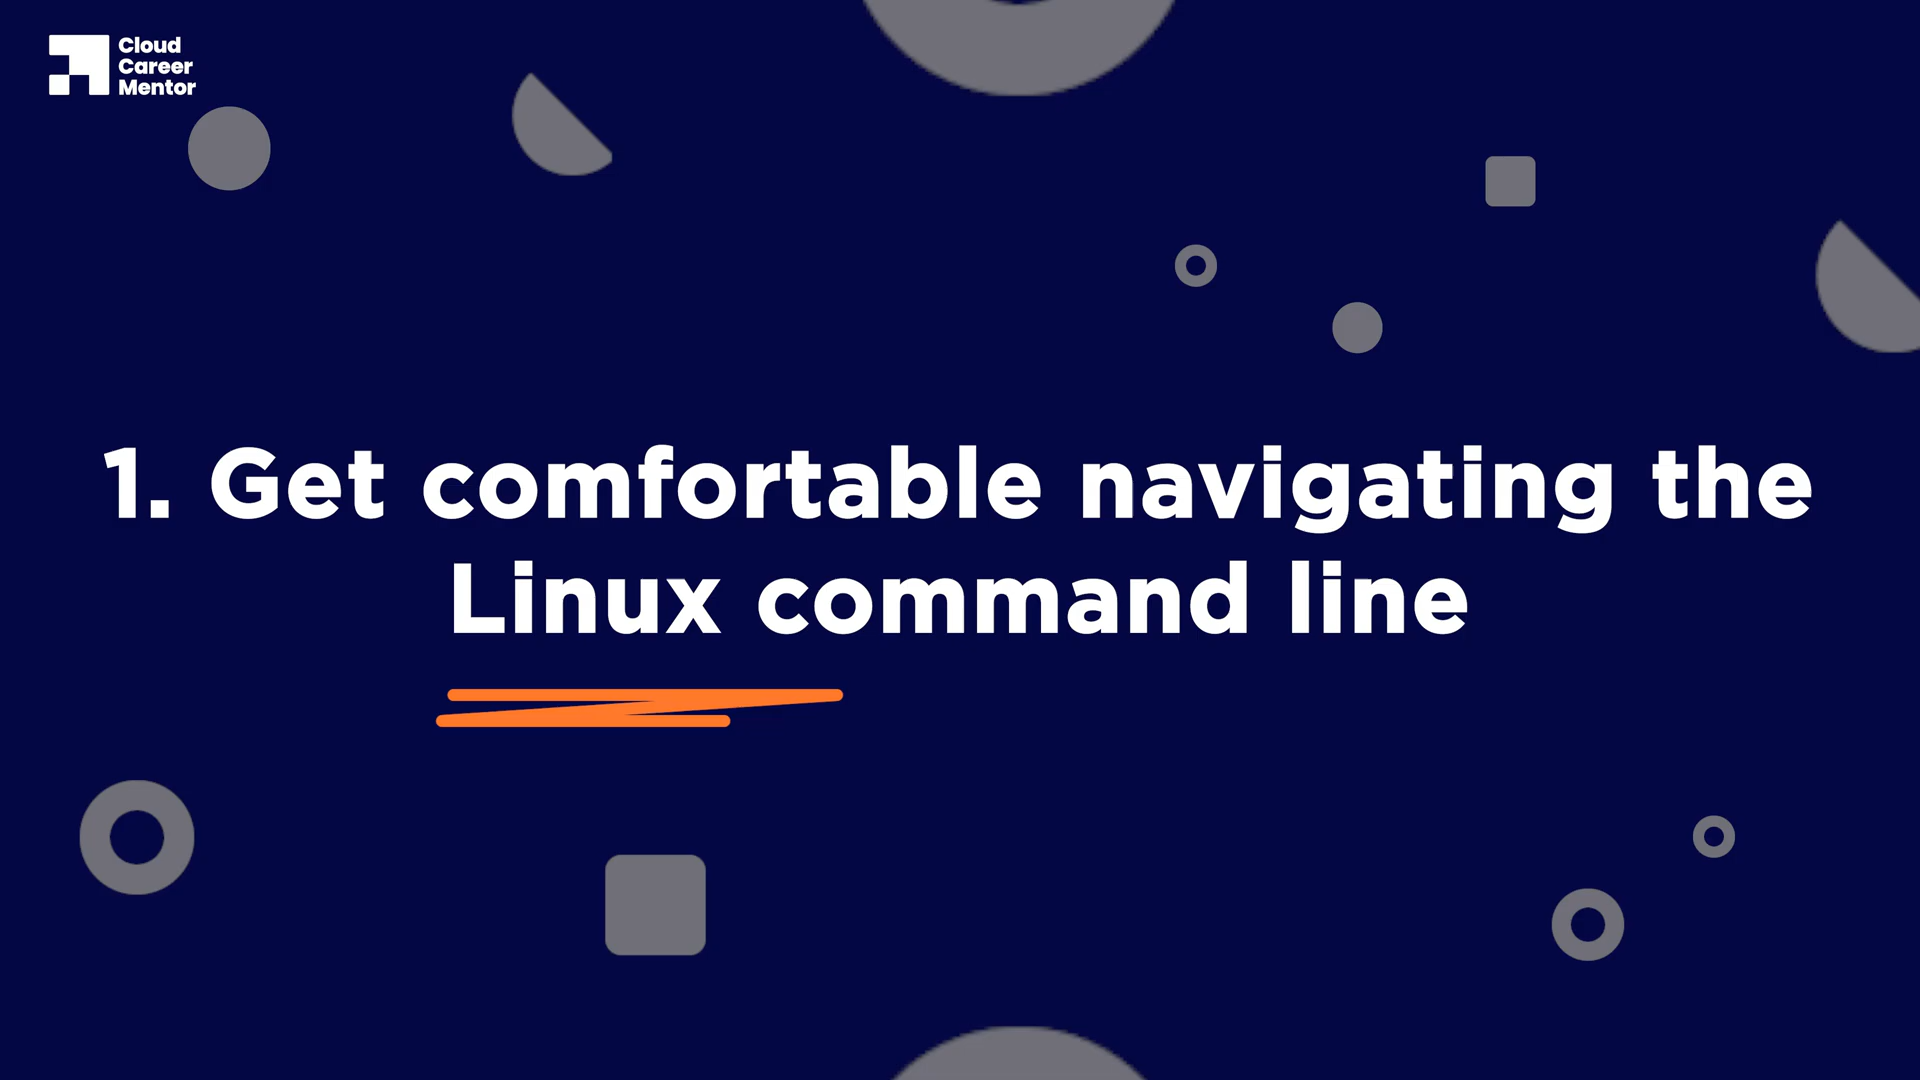 Cloud
Career
Mentor
1. Get comfortable navigating the
Linux command line